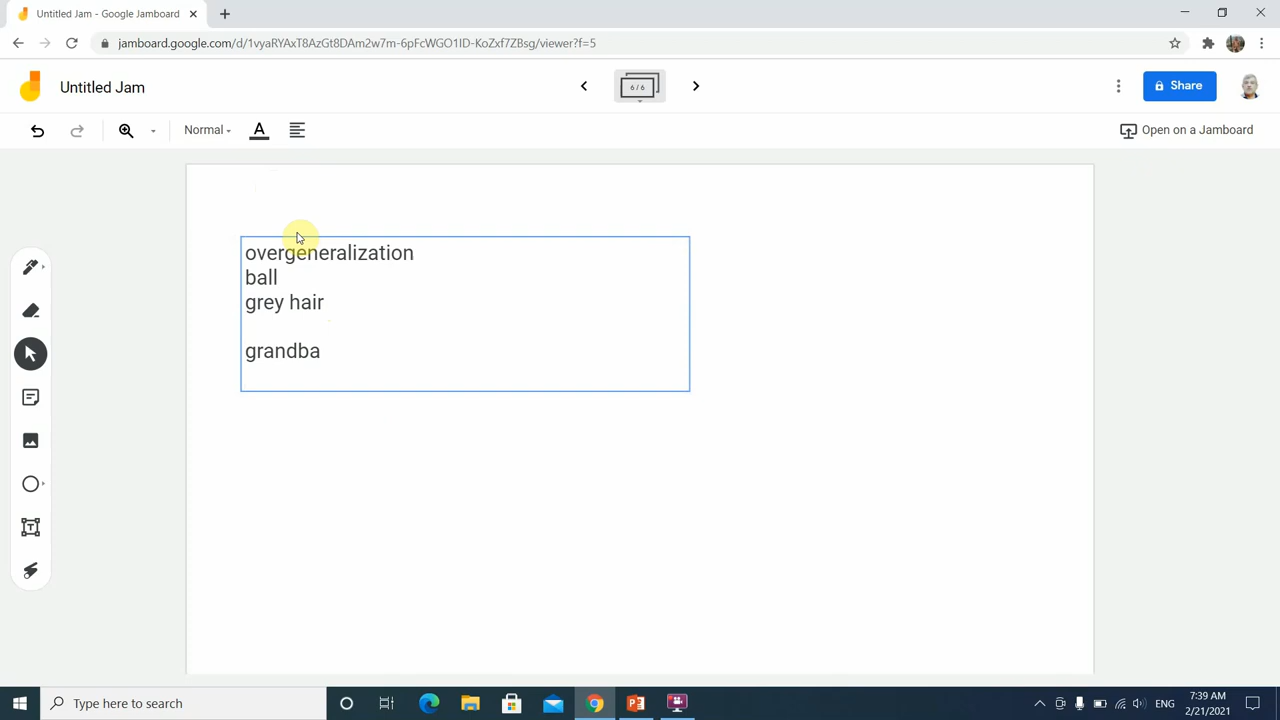 Untitled Jam - Google Jamboard
jamboard.google.com/d/1vyaRYAxT8AzGt8DAm2w7m-6pFcWGO1ID-KoZxf7ZBsg/viewer?f=5
Untitled Jam
6 / 6
Share
Normal
A
Open on a Jamboard
overgeneralization
ball
grey hair
grandba
T
Type here to search
ENG
7:39 AM
2/21/2021